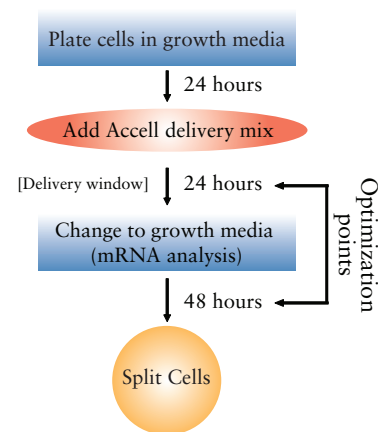 Plate cells in growth media
24 hours
Add Accell delivery mix
[Delivery window]
24 hours
Change to growth media
(mRNA analysis)
48 hours
Optimization
points
Split Cells